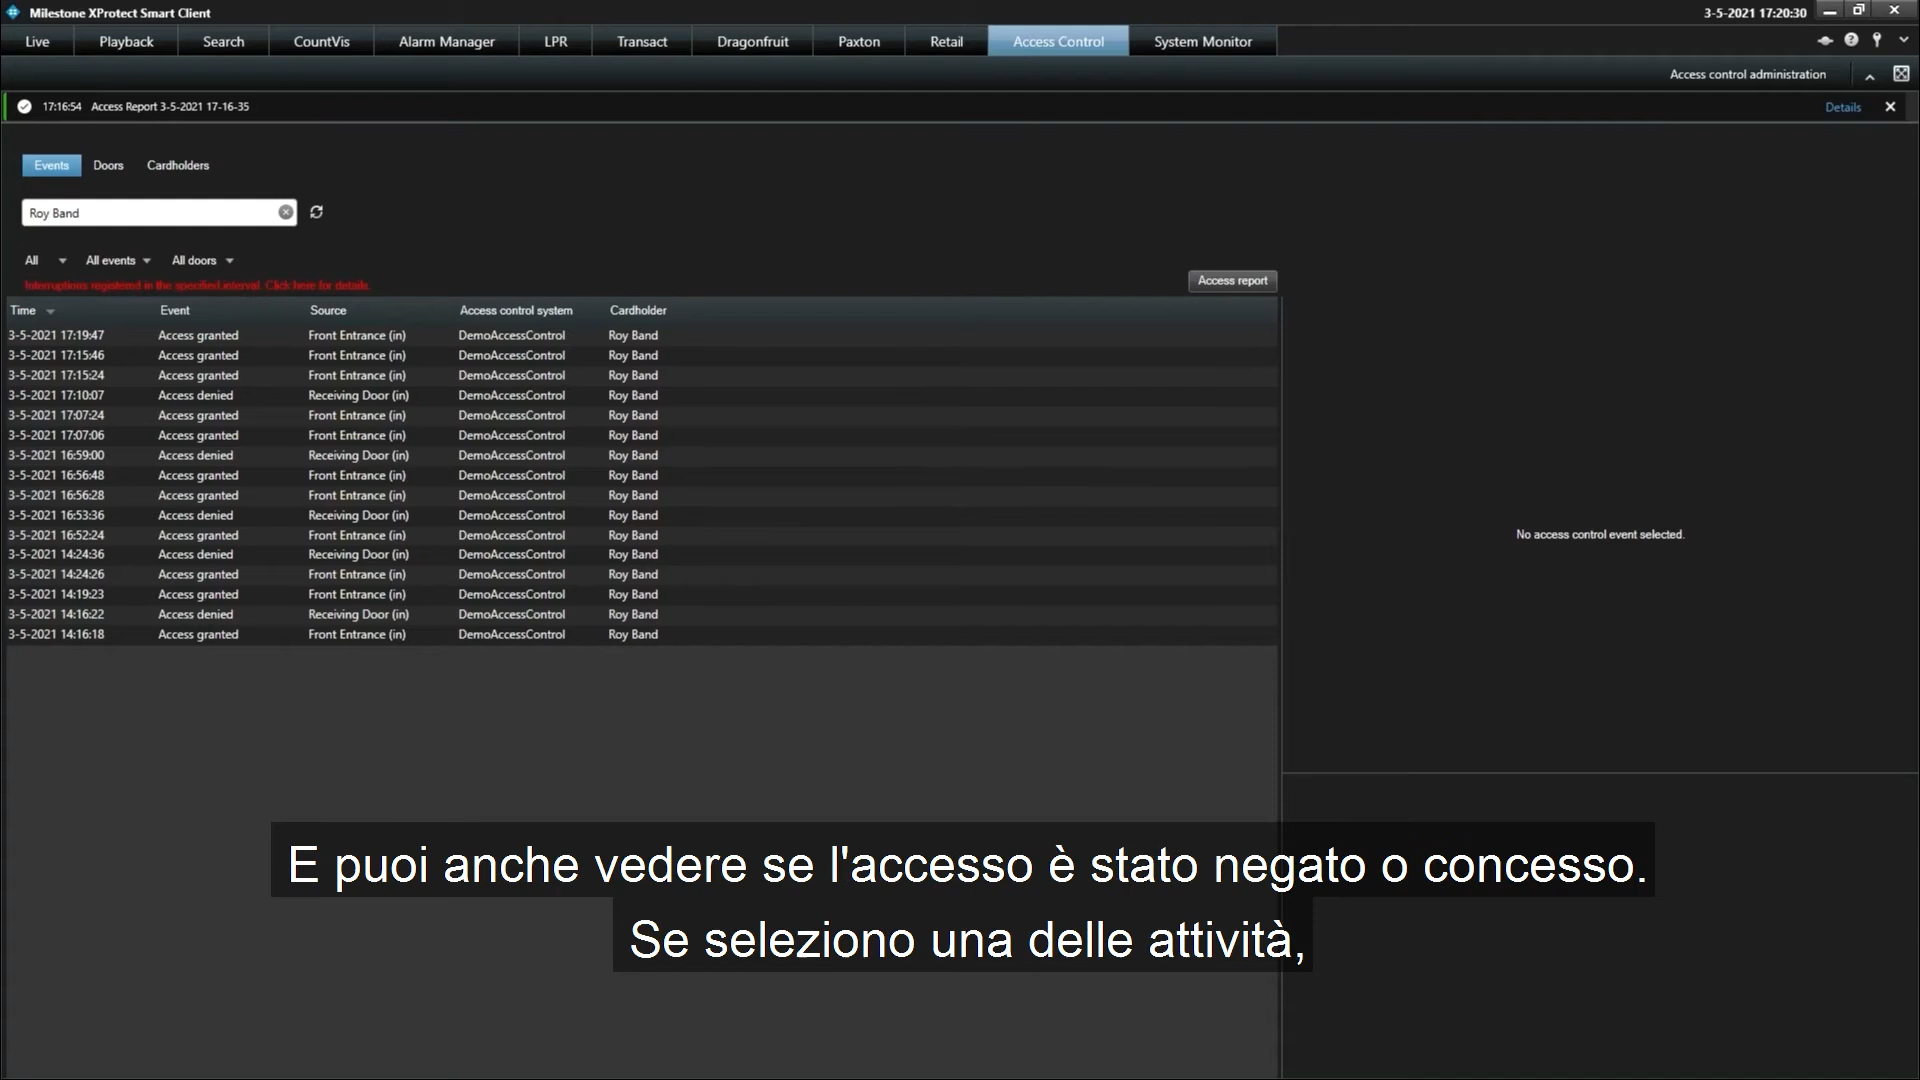 Milestone XProtect Smart Client
3-5-2021 17:20:30
Live Playback Search CountVis Alarm Manager LPR Transact Dragonfruit Paxton Retail Access Control System Monitor
Access control administration
17:16:54 Access Report 3-5-2021 17-16-35 Details
Events Doors Cardholders
Roy Band
All All events All doors
Interruptions registered in the specified interval. Click here for details.
Access report
Time Event Source Access control system Cardholder
3-5-2021 17:19:47 Access granted Front Entrance (in) DemoAccessControl Roy Band
3-5-2021 17:15:46 Access granted Front Entrance (in) DemoAccessControl Roy Band
3-5-2021 17:15:24 Access granted Front Entrance (in) DemoAccessControl Roy Band
3-5-2021 17:10:07 Access denied Receiving Door (in) DemoAccessControl Roy Band
3-5-2021 17:07:24 Access granted Front Entrance (in) DemoAccessControl Roy Band
3-5-2021 17:07:06 Access granted Front Entrance (in) DemoAccessControl Roy Band
3-5-2021 16:59:00 Access denied Receiving Door (in) DemoAccessControl Roy Band
3-5-2021 16:56:48 Access granted Front Entrance (in) DemoAccessControl Roy Band
3-5-2021 16:56:28 Access granted Front Entrance (in) DemoAccessControl Roy Band
3-5-2021 16:53:36 Access denied Receiving Door (in) DemoAccessControl Roy Band
3-5-2021 16:52:24 Access granted Front Entrance (in) DemoAccessControl Roy Band
3-5-2021 14:24:36 Access denied Receiving Door (in) DemoAccessControl Roy Band
3-5-2021 14:24:26 Access granted Front Entrance (in) DemoAccessControl Roy Band
3-5-2021 14:19:23 Access granted Front Entrance (in) DemoAccessControl Roy Band
3-5-2021 14:16:22 Access denied Receiving Door (in) DemoAccessControl Roy Band
3-5-2021 14:16:18 Access granted Front Entrance (in) DemoAccessControl Roy Band
No access control event selected.
E puoi anche vedere se l'accesso è stato negato o concesso.
Se seleziono una delle attività,